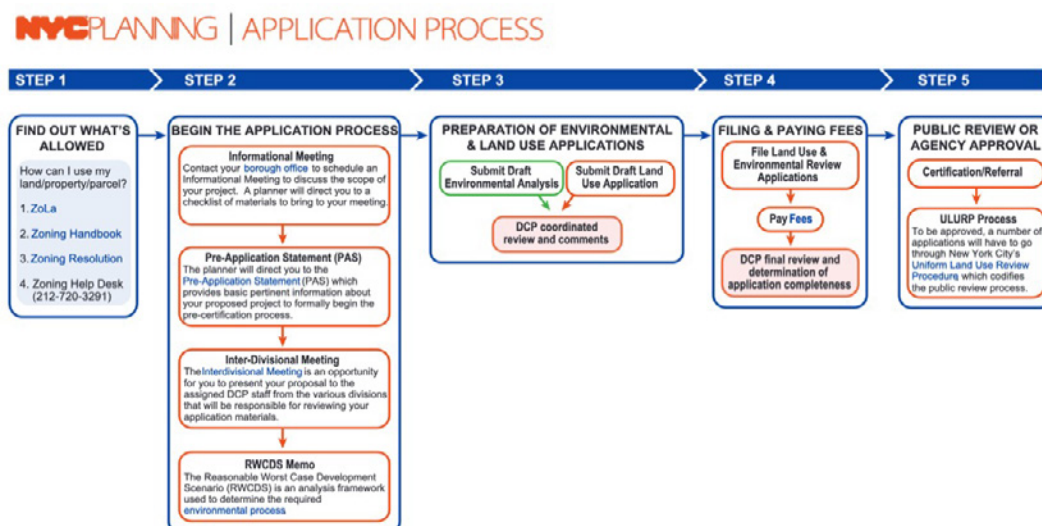 NYCPLANNING | APPLICATION PROCESS
STEP 1
STEP 2
STEP 3
STEP 4
STEP 5
FIND OUT WHAT'S
ALLOWED
How can I use my
land/property/parcel?
1. ZoLa
2. Zoning Handbook
3. Zoning Resolution
4. Zoning Help Desk
(212-720-3291)
BEGIN THE APPLICATION PROCESS
Informational Meeting
Contact your borough office to schedule an
Informational Meeting to discuss the scope of
your project. A planner will direct you to a
checklist of materials to bring to your meeting.
Pre-Application Statement (PAS)
The planner will direct you to the
Pre-Application Statement (PAS) which
provides basic pertinent information about
your proposed project to formally begin the
pre-certification process.
Inter-Divisional Meeting
The Interdivisional Meeting is an opportunity
for you to present your proposal to the
assigned DCP staff from the various divisions
that will be responsible for reviewing your
application materials.
RWCDS Memo
The Reasonable Worst Case Development
Scenario (RWCDS) is an analysis framework
used to determine the required
environmental process
PREPARATION OF ENVIRONMENTAL
& LAND USE APPLICATIONS
Submit Draft
Environmental Analysis
Submit Draft Land
Use Application
DCP coordinated
review and comments
FILING & PAYING FEES
File Land Use &
Environmental Review
Applications
Pay Fees
DCP final review and
determination of
application completeness
PUBLIC REVIEW OR
AGENCY APPROVAL
Certification/Referral
ULURP Process
To be approved, a number of
applications will have to go
through New York City's
Uniform Land Use Review
Procedure, which codifies
the public review process.